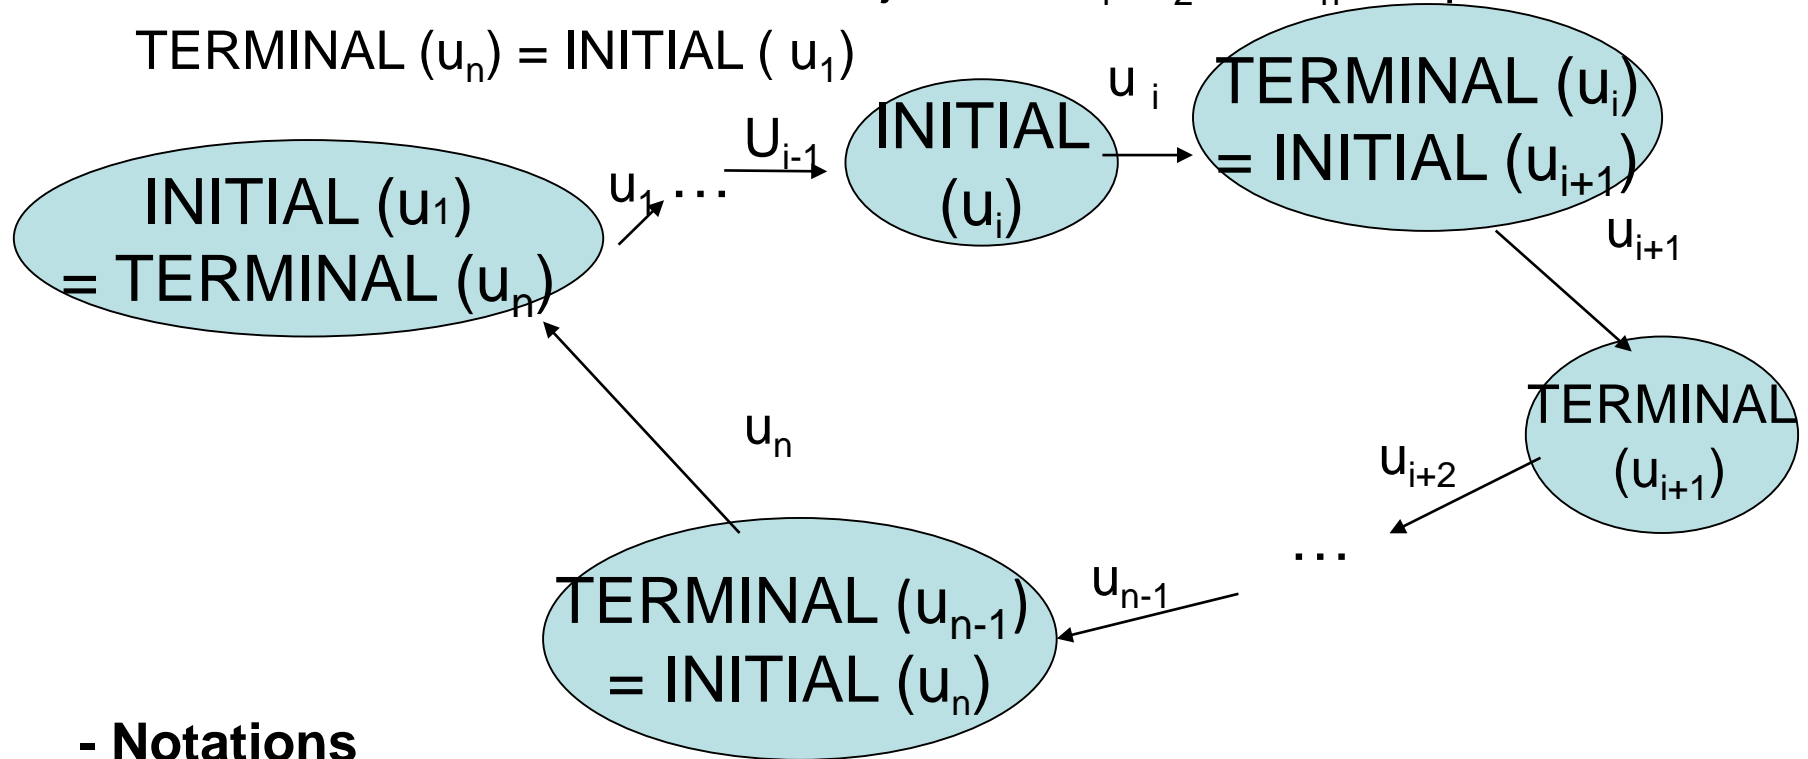 TERMINAL (uₙ) = INITIAL ( u₁)
u ᵢ
TERMINAL (uᵢ)
= INITIAL (uᵢ₊₁)
INITIAL
(uᵢ)
Uᵢ₋₁
u₁ ...
INITIAL (u1)
= TERMINAL (uₙ)
uᵢ₊₁
TERMINAL
(uᵢ₊₁)
uᵢ₊₂
...
uₙ
uₙ₋₁
TERMINAL (uₙ₋₁)
= INITIAL (uₙ)
- Notations